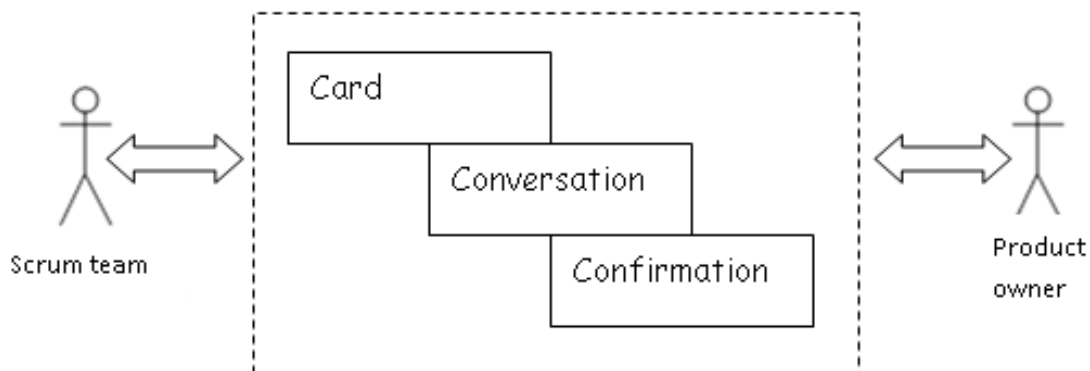 Card
Conversation
Confirmation
Scrum team
Product
owner